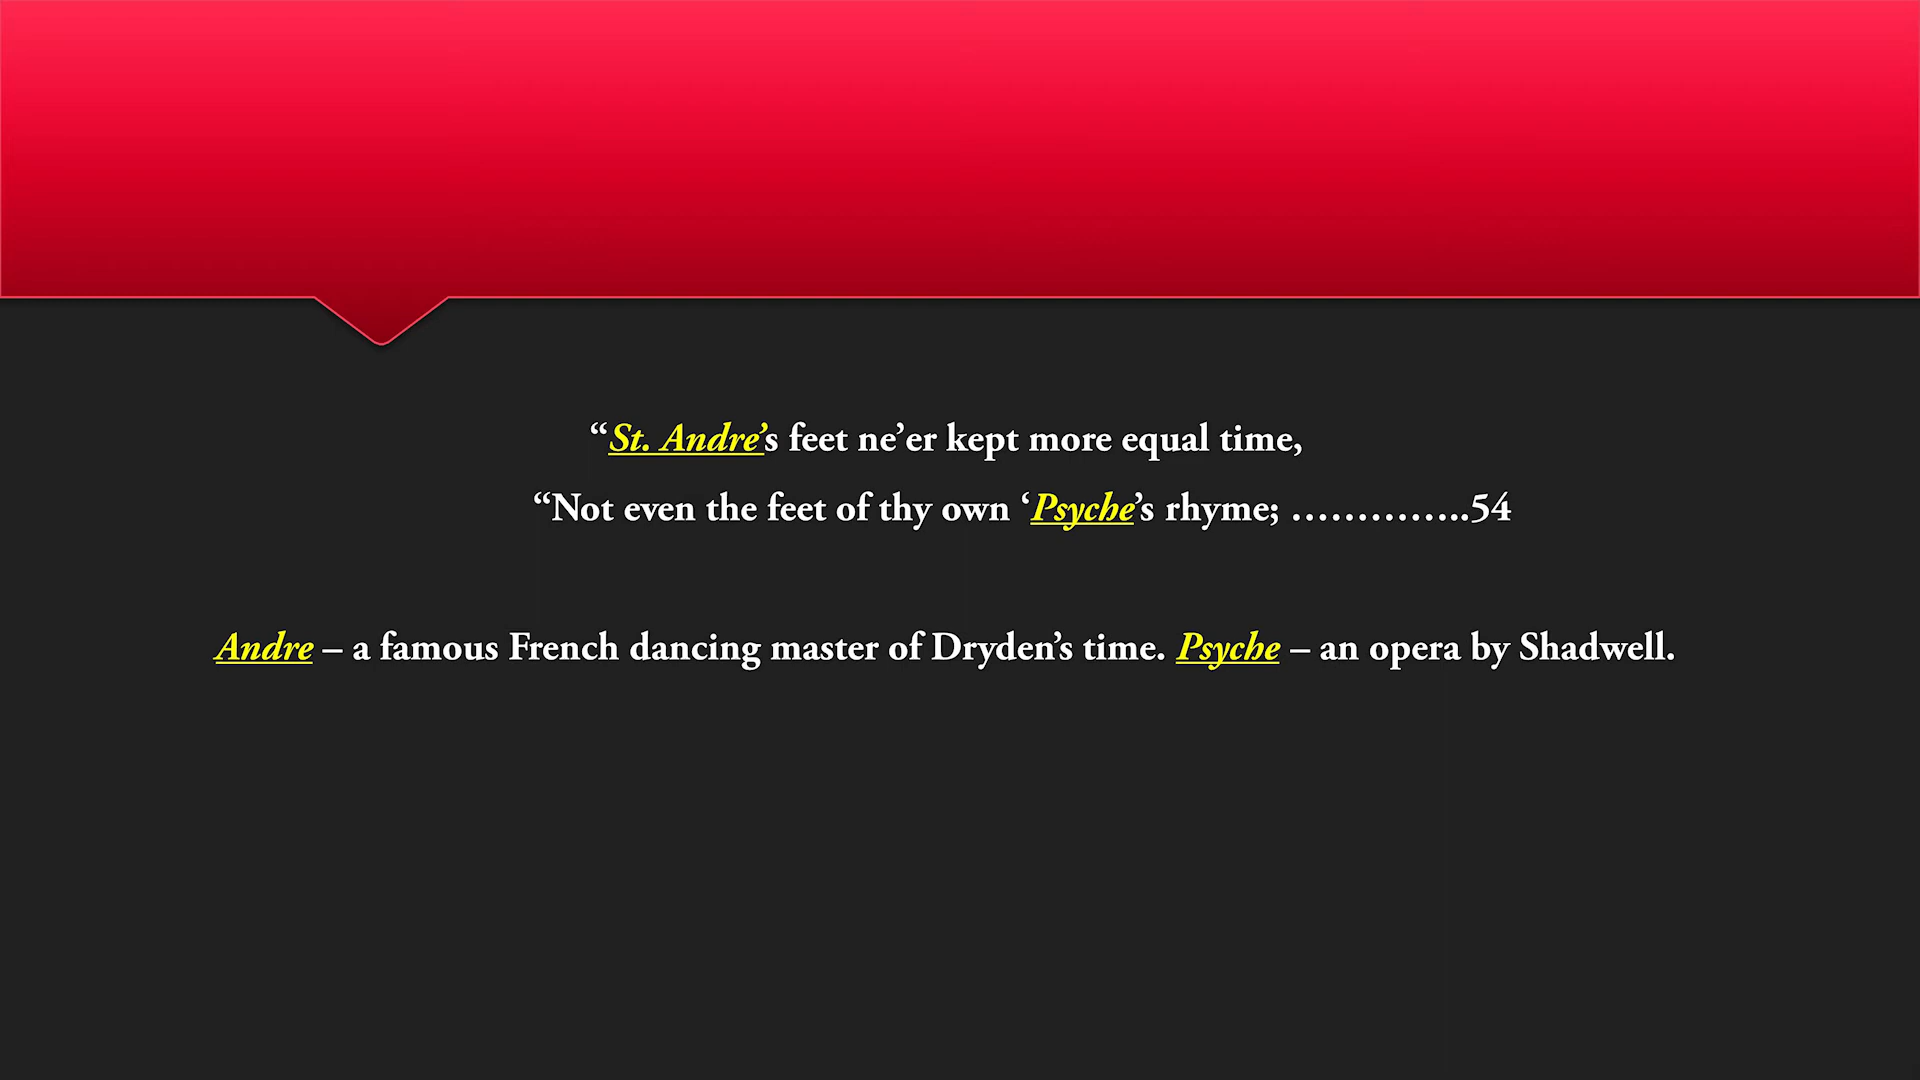 “St. Andre’s feet ne’er kept more equal time,
“Not even the feet of thy own ‘Psyche’s rhyme; …………..54
Andre – a famous French dancing master of Dryden’s time. Psyche – an opera by Shadwell.